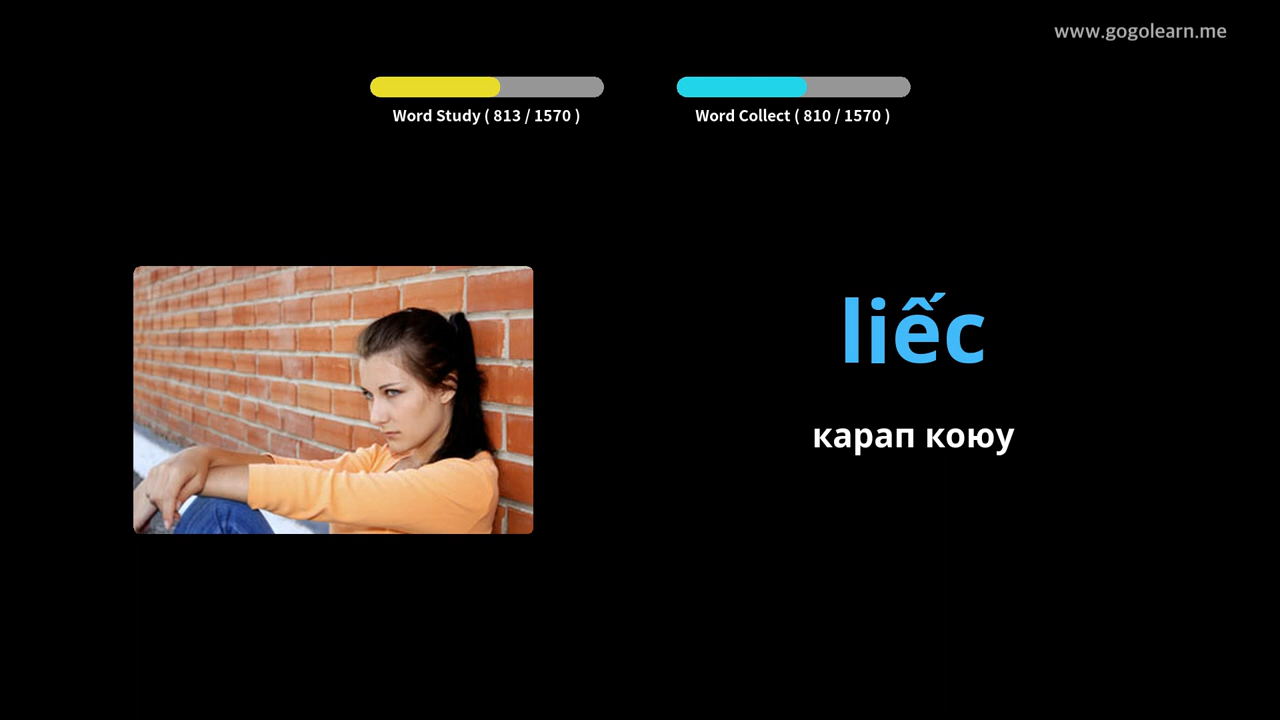 www.gogolearn.me
Word Study ( 813 / 1570 )
Word Collect ( 810 / 1570 )
liếc
карап коюу